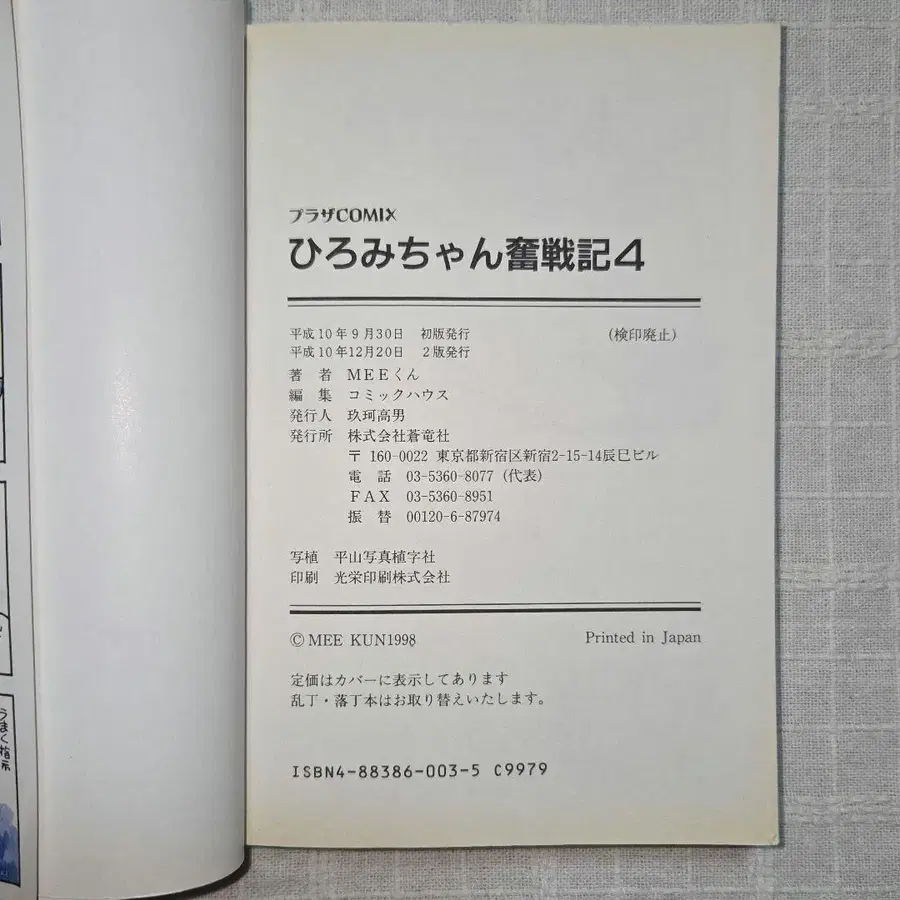 プラザCOMIX
ひろみちゃん奮戦記4
平成10年9月30日 初版発行 (検印廃止)
平成10年12月20日 2版発行
著 者 MEEくん
編 集 コミックハウス
発行人 玖珂高男
発行所 株式会社蒼竜社
〒 160-0022 東京都新宿区新宿2-15-14辰巳ビル
電 話 03-5360-8077 (代表)
FAX 03-5360-8951
振 替 00120-6-87974
写植 平山写真植字社
印刷 光栄印刷株式会社
©MEE KUN1998 Printed in Japan
定価はカバーに表示してあります
乱丁・落丁本はお取り替えいたします。
ISBN4-88386-003-5 C9979
うまく指示